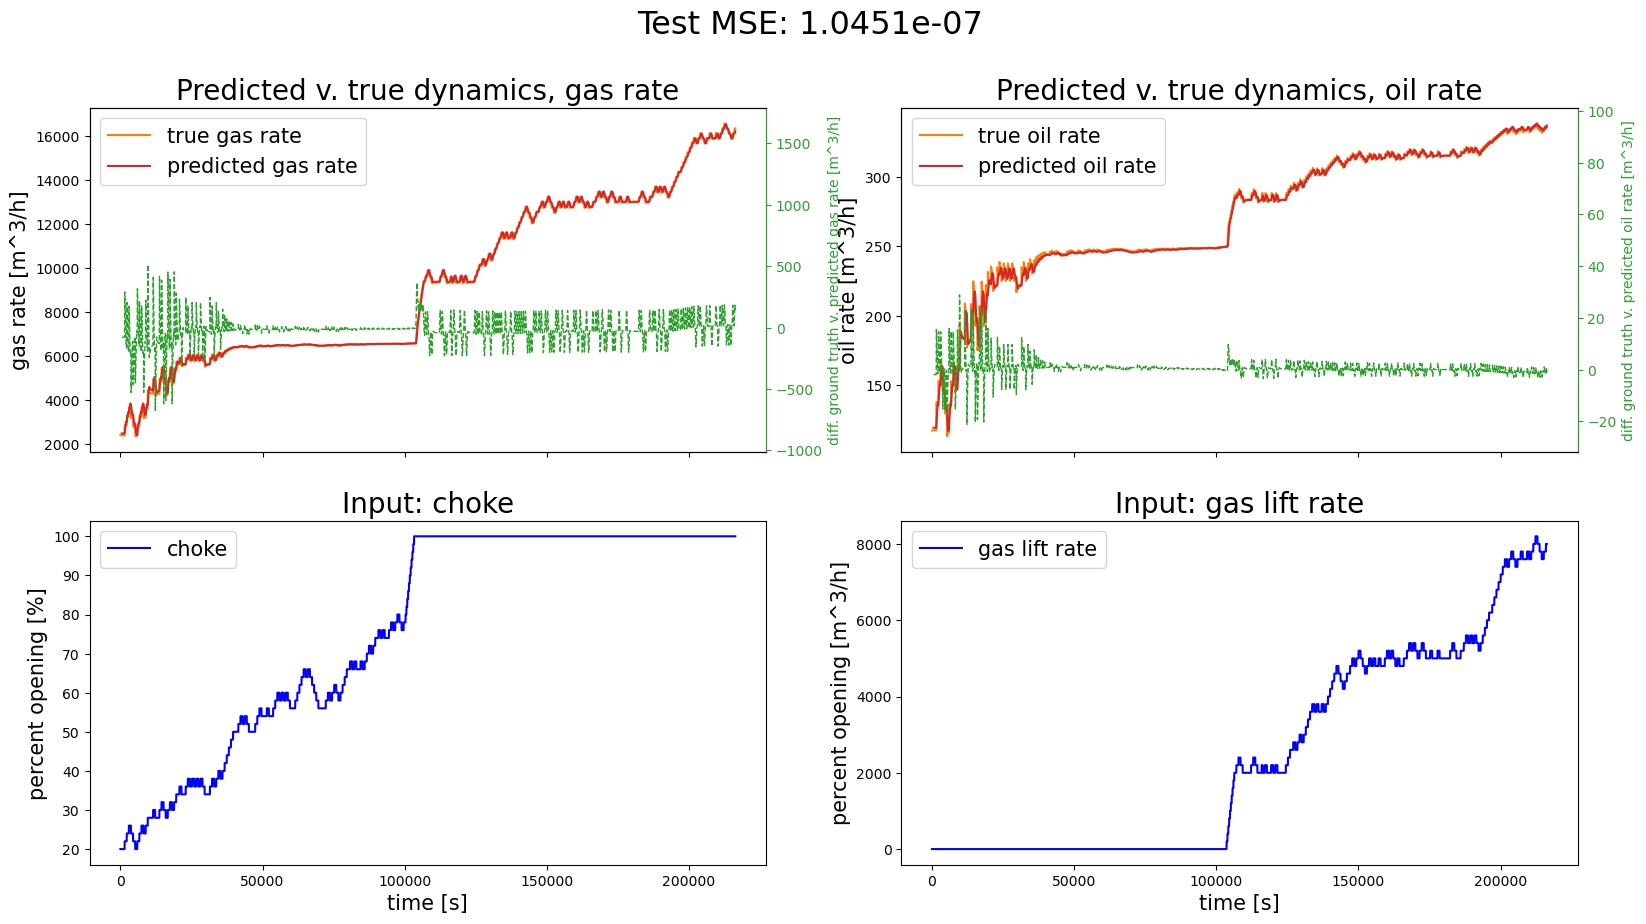 Test MSE: 1.0451e-07
Predicted v. true dynamics, gas rate
true gas rate
predicted gas rate
gas rate [m^3/h]
16000
14000
12000
10000
8000
6000
4000
2000
1500
1000
500
0
−500
−1000
diff. ground truth v. predicted gas rate [m^3/h]
Predicted v. true dynamics, oil rate
true oil rate
predicted oil rate
oil rate [m^3/h]
300
250
200
150
100
80
60
40
20
0
−20
diff. ground truth v. predicted oil rate [m^3/h]
Input: choke
choke
percent opening [%]
100
90
80
70
60
50
40
30
20
0
50000
100000
150000
200000
time [s]
Input: gas lift rate
gas lift rate
percent opening [m^3/h]
8000
6000
4000
2000
0
0
50000
100000
150000
200000
time [s]